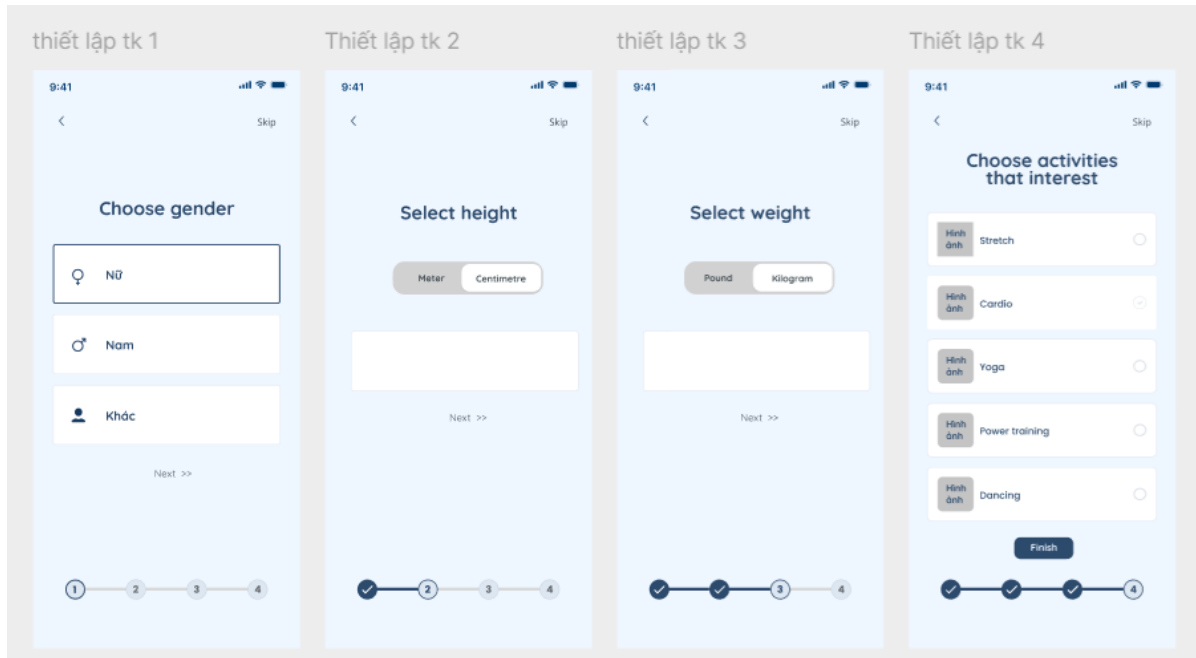 thiết lập tk 1
9:41
Skip
Choose gender
Nữ
Nam
Khác
Next >>
1 2 3 4
Thiết lập tk 2
9:41
Skip
Select height
Meter Centimetre
Next >>
2 3 4
thiết lập tk 3
9:41
Skip
Select weight
Pound Kilogram
Next >>
3 4
Thiết lập tk 4
9:41
Skip
Choose activities
that interest
Hình
ảnh
Stretch
Hình
ảnh
Cardio
Hình
ảnh
Yoga
Hình
ảnh
Power training
Hình
ảnh
Dancing
Finish
4